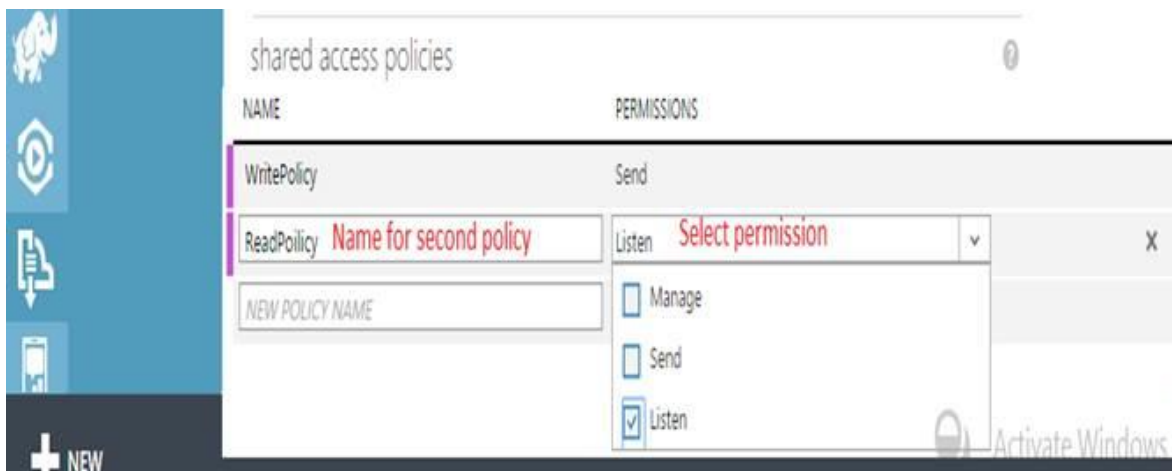 shared access policies ?
NAME PERMISSIONS
WritePolicy Send
ReadPoilicy Name for second policy Listen Select permission X
NEW POLICY NAME Manage
Send
Listen
NEW Activate Windows